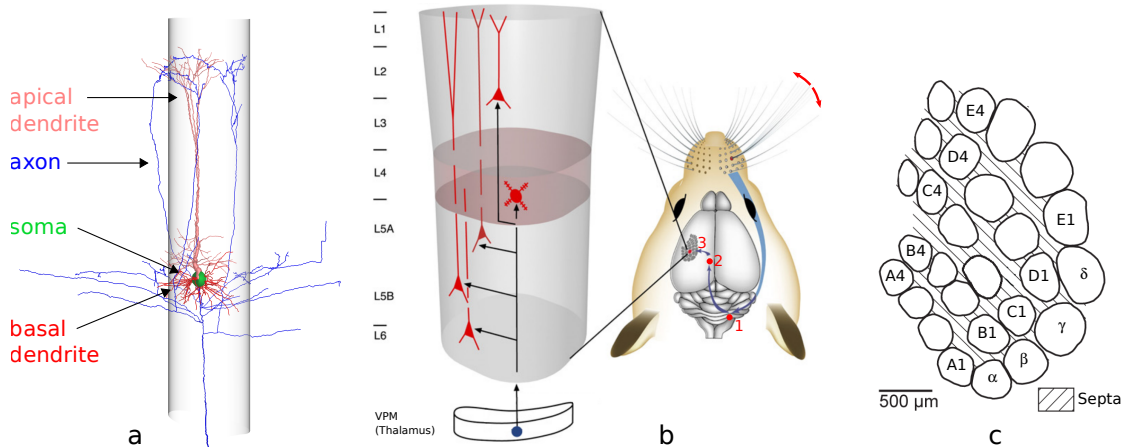 apical
dendrite
axon
soma
basal
dendrite
a
L1
L2
L3
L4
L5A
L5B
L6
VPM
(Thalamus)
3
2
1
b
E4
D4
C4
B4
A4
E1
D1
C1
B1
A1
δ
γ
β
α
500 μm
Septa
c